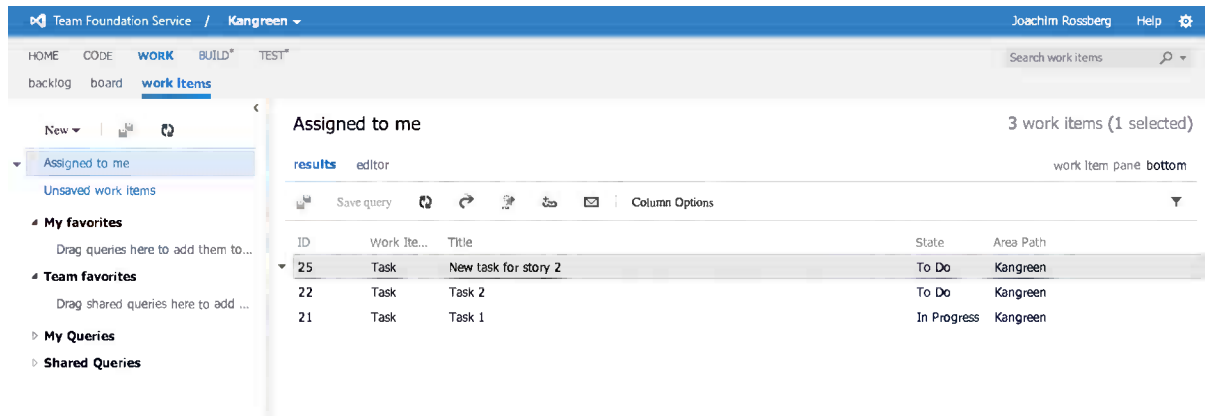 Team Foundation Service / Kangreen Joachim Rossberg Help
HOME CODE WORK BUILD* TEST* Search work items
backlog board work items
New
Assigned to me
Unsaved work items
My favorites
Drag queries here to add them to...
Team favorites
Drag shared queries here to add ...
My Queries
Shared Queries
Assigned to me 3 work items (1 selected)
results editor work item pane bottom
Save query Column Options
ID Work Ite... Title State Area Path
25 Task New task for story 2 To Do Kangreen
22 Task Task 2 To Do Kangreen
21 Task Task 1 In Progress Kangreen